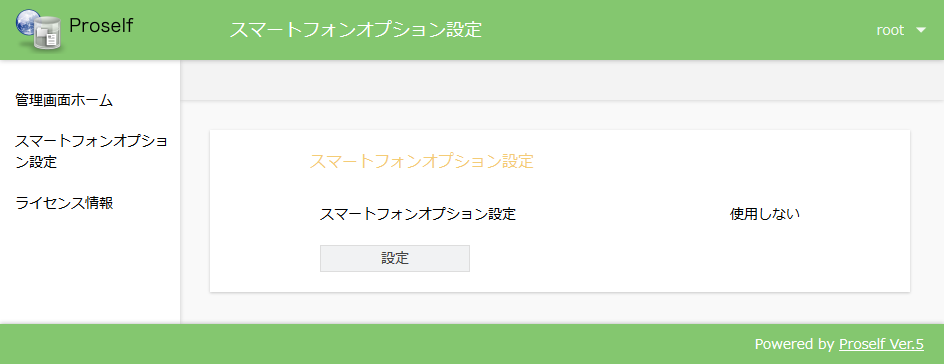 Proself
スマートフォンオプション設定
root
管理画面ホーム
スマートフォンオプショ
ン設定
ライセンス情報
スマートフォンオプション設定
スマートフォンオプション設定 使用しない
設定
Powered by Proself Ver.5